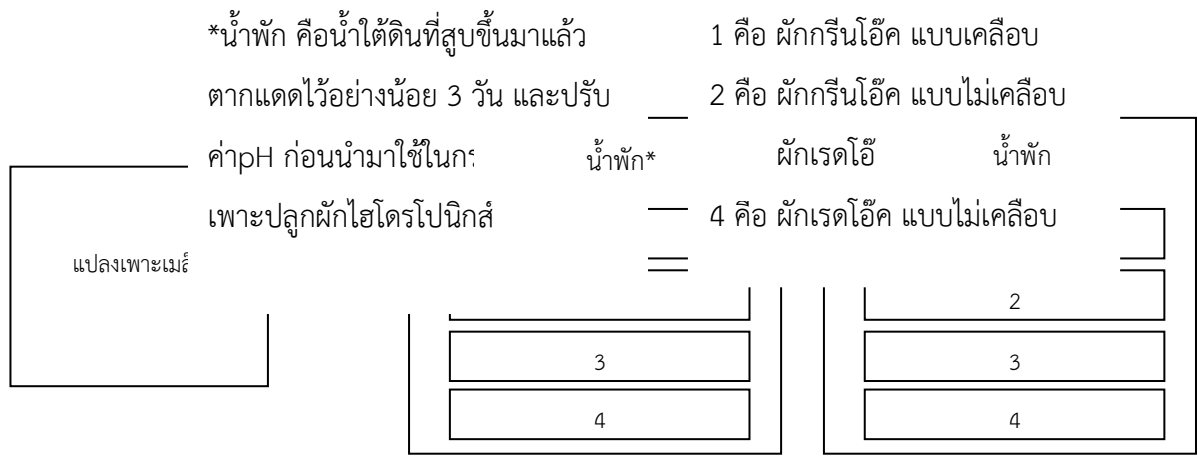 *น้ำพัก คือน้ำใต้ดินที่สูบขึ้นมาแล้ว
ตากแดดไว้อย่างน้อย 3 วัน และปรับ
ค่าpH ก่อนนำมาใช้ใน
เพาะปลูกผักไฮโดรโปนิกส์
1 คือ ผักกรีนโอ๊ค แบบเคลือบ
2 คือ ผักกรีนโอ๊ค แบบไม่เคลือบ
ผักเรดโอ๊
4 คือ ผักเรดโอ๊ค แบบไม่เคลือบ
น้ำพัก*
น้ำพัก
แปลงเพาะ
3
4
2
3
4